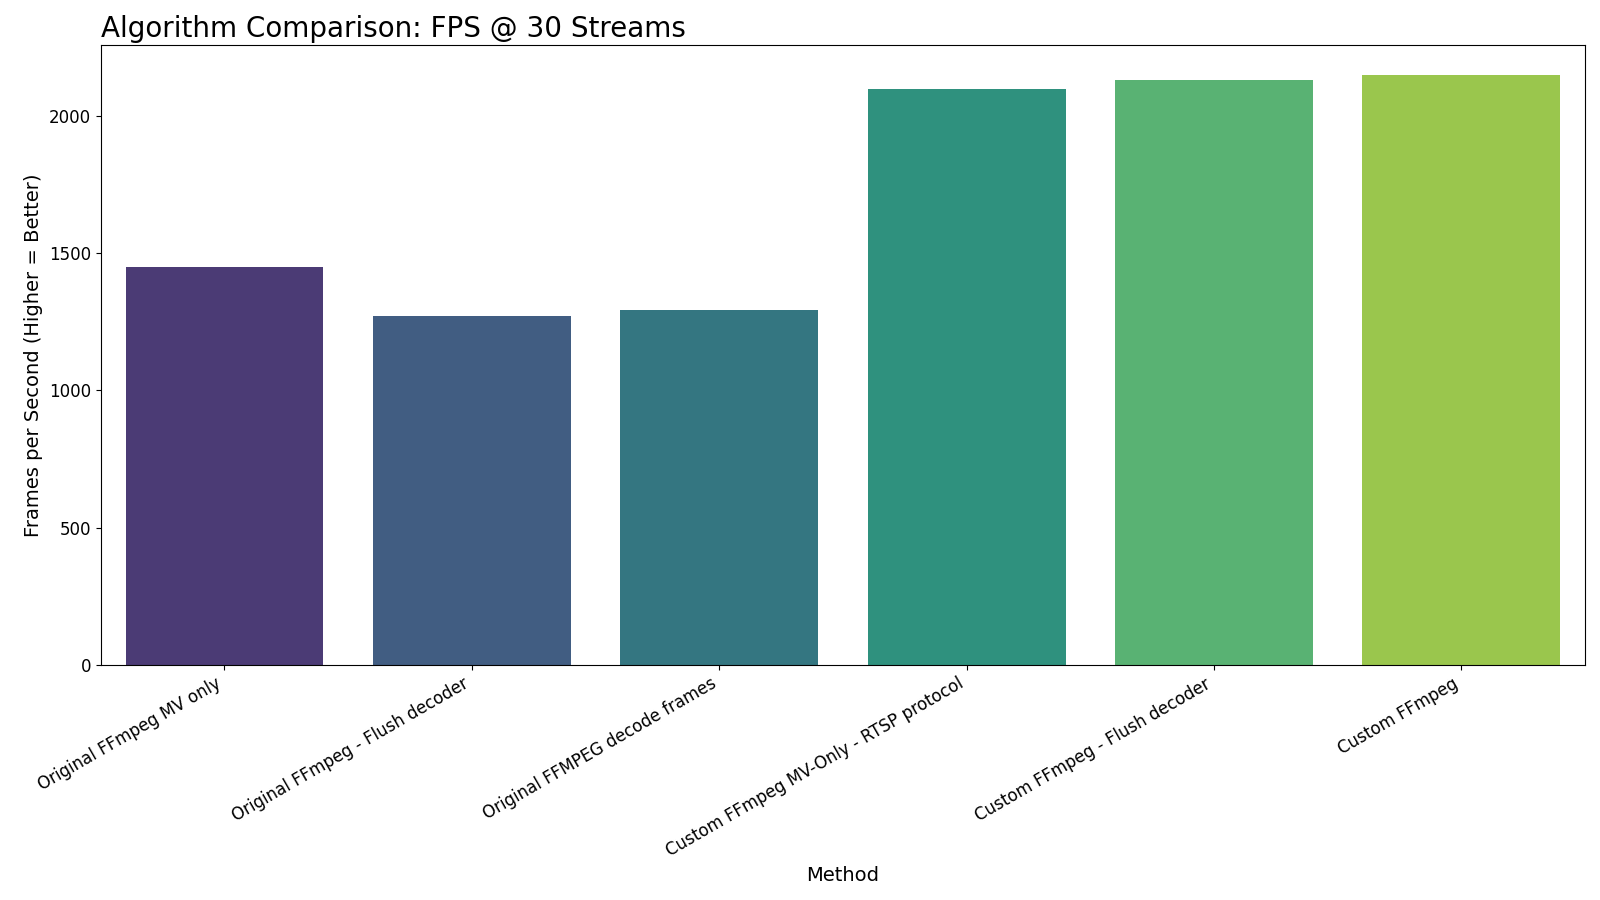 Algorithm Comparison: FPS @ 30 Streams
Frames per Second (Higher = Better)
2000
1500
1000
500
0
Original FFmpeg MV only
Original FFmpeg - Flush decoder
Original FFMPEG decode frames
Custom FFmpeg MV-Only - RTSP protocol
Custom FFmpeg - Flush decoder
Custom FFmpeg
Method